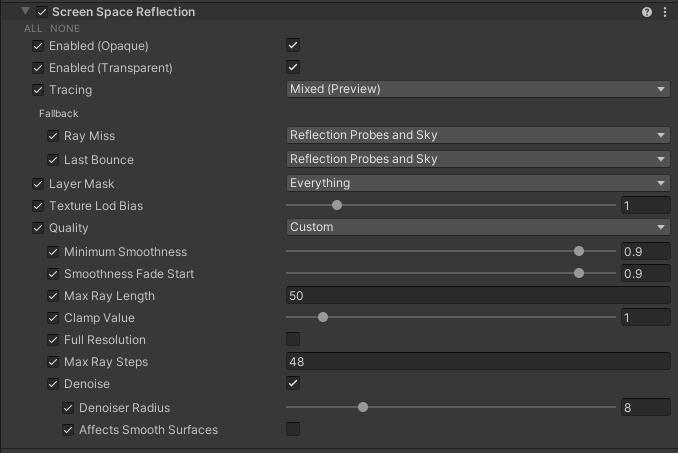 Screen Space Reflection
ALL NONE
Enabled (Opaque)
Enabled (Transparent)
Tracing Mixed (Preview)
Fallback
Ray Miss Reflection Probes and Sky
Last Bounce Reflection Probes and Sky
Layer Mask Everything
Texture Lod Bias 1
Quality Custom
Minimum Smoothness 0.9
Smoothness Fade Start 0.9
Max Ray Length 50
Clamp Value 1
Full Resolution
Max Ray Steps 48
Denoise
Denoiser Radius 8
Affects Smooth Surfaces